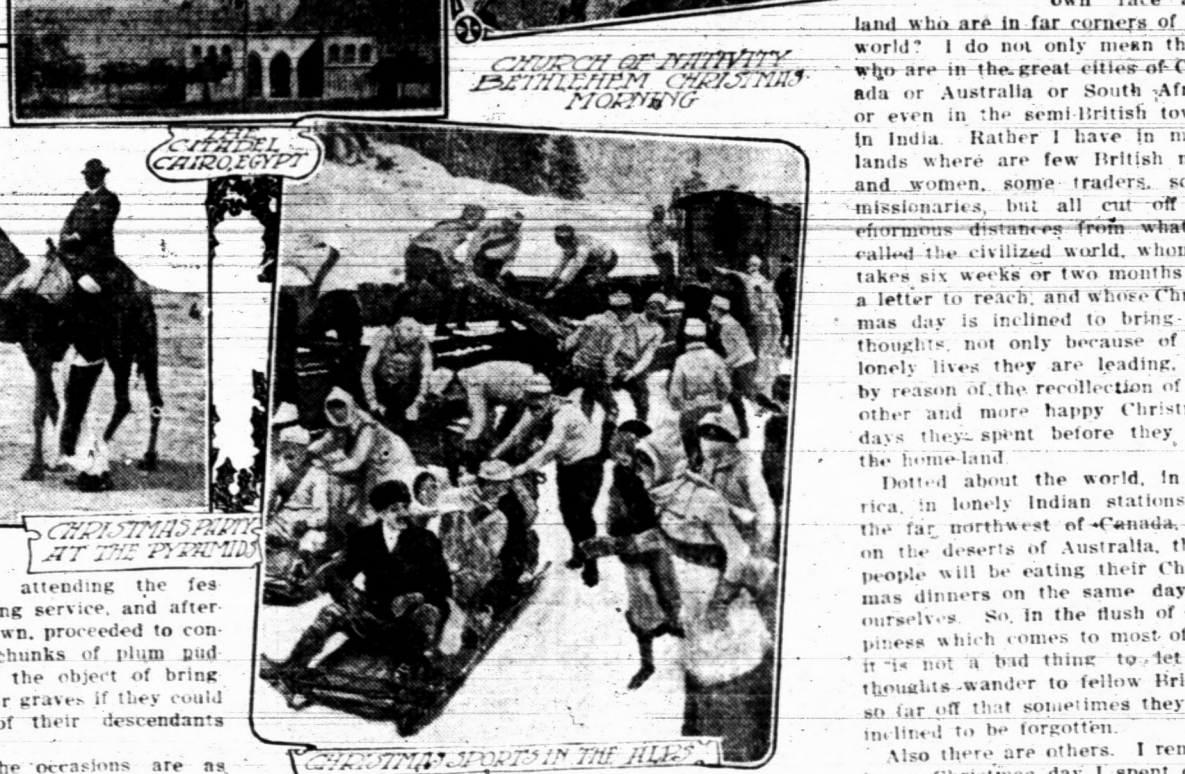 CHURCH OF NATIVITY
BETHLEHEM CHRISTMAS
MORNING
THE
CITADEL
CAIRO, EGYPT
CHRISTMAS PARTY
AT THE PYRAMIDS
attending the fes-
ng service, and after-
wn, proceeded to con-
chunks of plum pud-
the object of bring-
r graves if they could
of their descendants
he occasions are as
CHRISTMAS SPORTS IN THE ALPS
own race
land who are in far corners of
world? I do not only mean th
who are in the great cities of C
ada or Australia or South Afr
or even in the semi-British tow
in India. Rather I have in m
lands where are few British m
and women, some traders, so
missionaries, but all cut off
enormous distances from what
called the civilized world, whom
takes six weeks or two months
a letter to reach, and whose Chr
mas day is inclined to bring
thoughts, not only because of
lonely lives they are leading,
by reason of the recollection of
other and more happy Christ
days they spent before they
the home-land.
Dotted about the world, in
rica, in lonely Indian stations
the far northwest of Canada,
on the deserts of Australia, th
people will be eating their Ch
mas dinners on the same day
ourselves. So, in the flush of
piness which comes to most of
it is not a bad thing to let
thoughts wander to fellow Bri
so far off that sometimes they
inclined to be forgotten.
Also there are others. I rem
Christmas day I spent